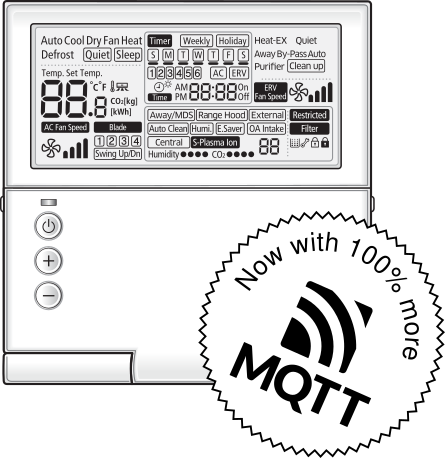 Auto Cool Dry Fan Heat
Defrost Quiet Sleep
Temp. Set Temp.
88.8 °C °F
CO₂[kg]
[kWh]
AC Fan Speed Blade
1 2 3 4
Swing Up/Dn
Timer Weekly Holiday
S M T W T F S
1 2 3 4 5 6 AC ERV
Time AM PM 88:88 On Off
Heat-EX Quiet
Away By-Pass Auto
Purifier Clean up
ERV
Fan Speed
Away/MDS Range Hood External Restricted
Auto Clean Humi. E.Saver OA Intake Filter
Central S-Plasma Ion 88
Humidity CO₂
Now with 100% more
MQTT